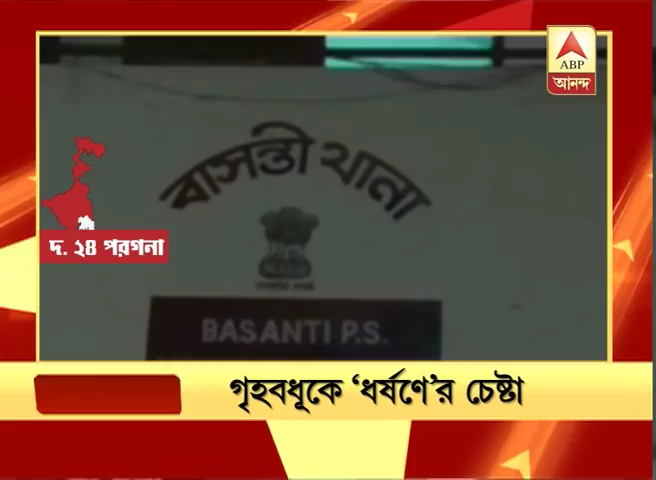 ABP
আনন্দ
বাসন্তী থানা
দ. ২৪ পরগনা
BASANTI P.S.
গৃহবধূকে ‘ধর্ষণে’র চেষ্টা